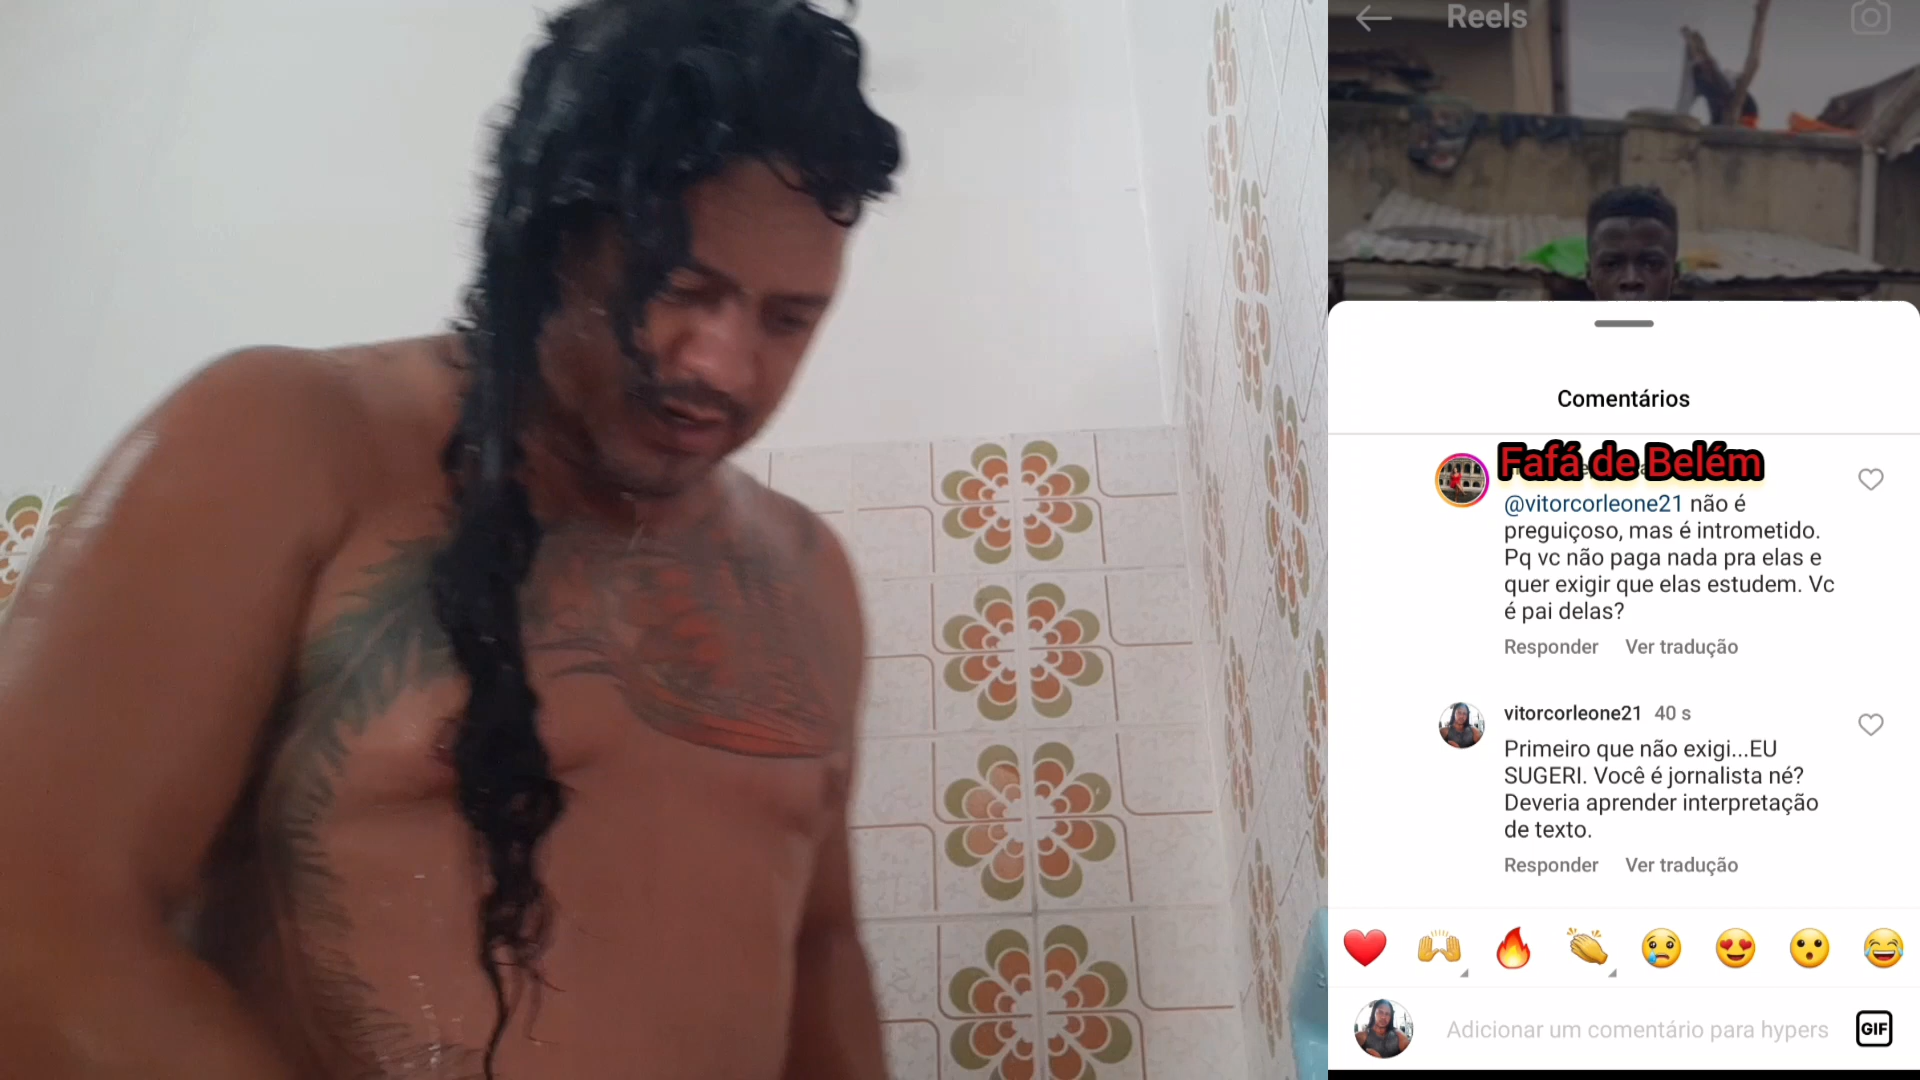 Reels
Comentários
Fafá de Belém
@vitorcorleone21 não é
preguiçoso, mas é intrometido.
Pq vc não paga nada pra elas e
quer exigir que elas estudem. Vc
é pai delas?
Responder Ver tradução
vitorcorleone21 40 s
Primeiro que não exigi...EU
SUGERI. Você é jornalista né?
Deveria aprender interpretação
de texto.
Responder Ver tradução
Adicionar um comentário para hypers
GIF